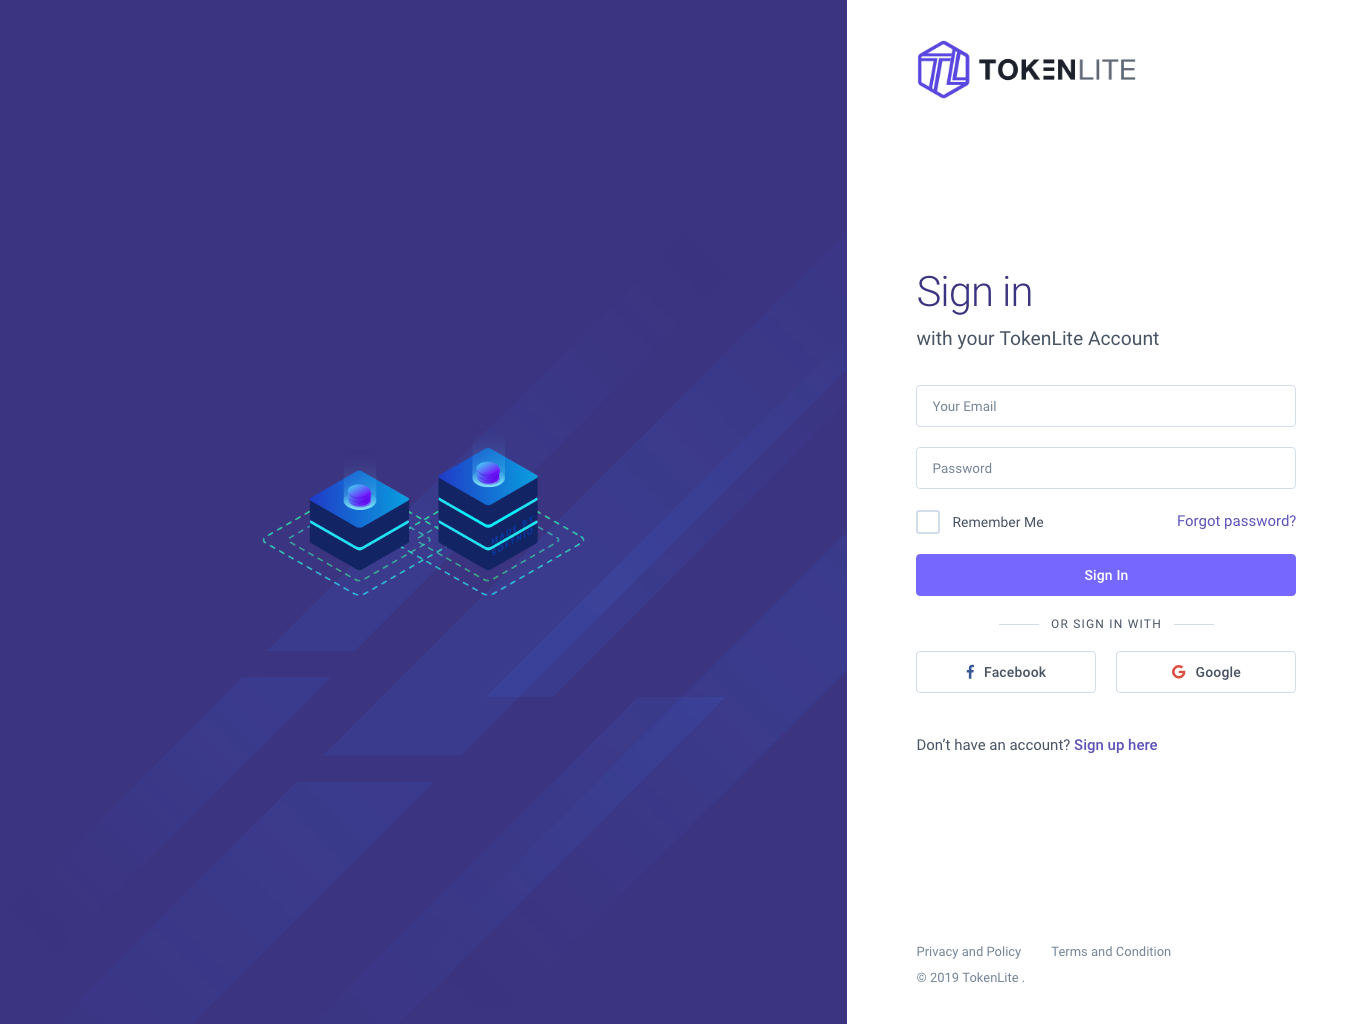 TOKENLITE
Sign in
with your TokenLite Account
Your Email
Password
Remember Me
Forgot password?
Sign In
OR SIGN IN WITH
Facebook
Google
Don't have an account? Sign up here
Privacy and Policy
Terms and Condition
© 2019 TokenLite .